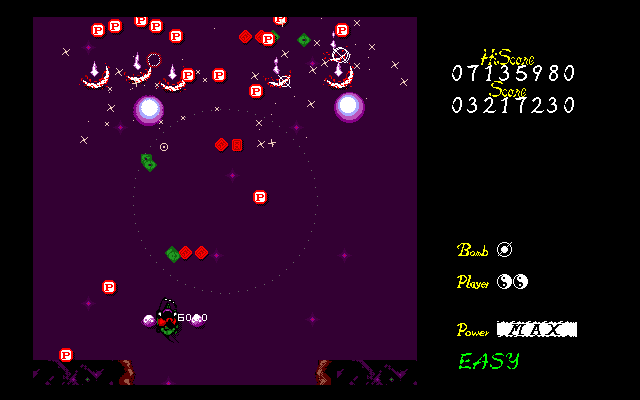 HiScore
07135980
Score
03217230
P P P P P P P
P P P
P
P
P
P
Bomb
Player
Power MAX
EASY